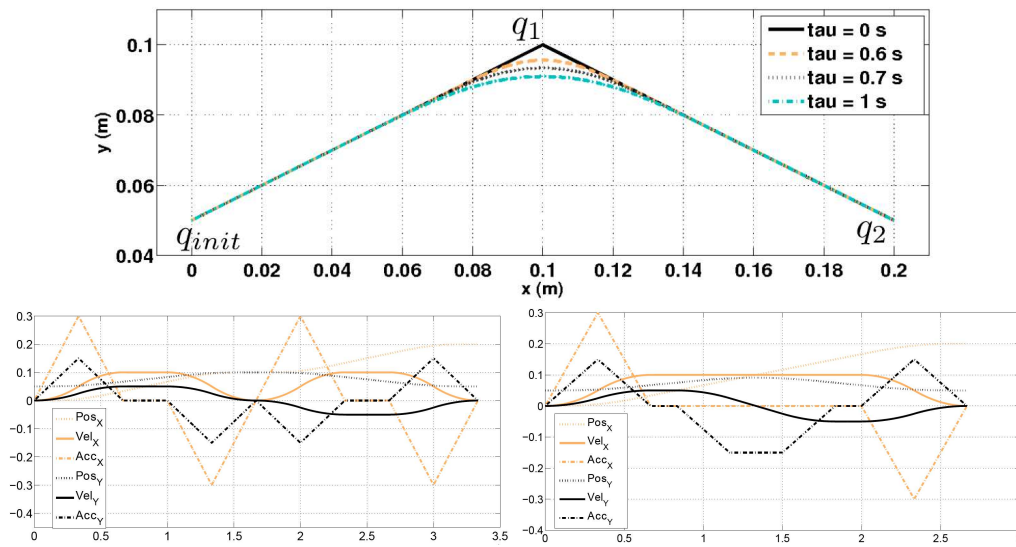 q1
tau = 0 s
tau = 0.6 s
tau = 0.7 s
tau = 1 s
0.1
0.08
0.06
0.04
y (m)
qinit
q2
0 0.02 0.04 0.06 0.08 0.1 0.12 0.14 0.16 0.18 0.2
x (m)
0.3
0.2
0.1
0
−0.1
−0.2
−0.3
−0.4
PosX
VelX
AccX
PosY
VelY
AccY
0 0.5 1 1.5 2 2.5 3 3.5
0.3
0.2
0.1
0
−0.1
−0.2
−0.3
−0.4
PosX
VelX
AccX
PosY
VelY
AccY
0 0.5 1 1.5 2 2.5